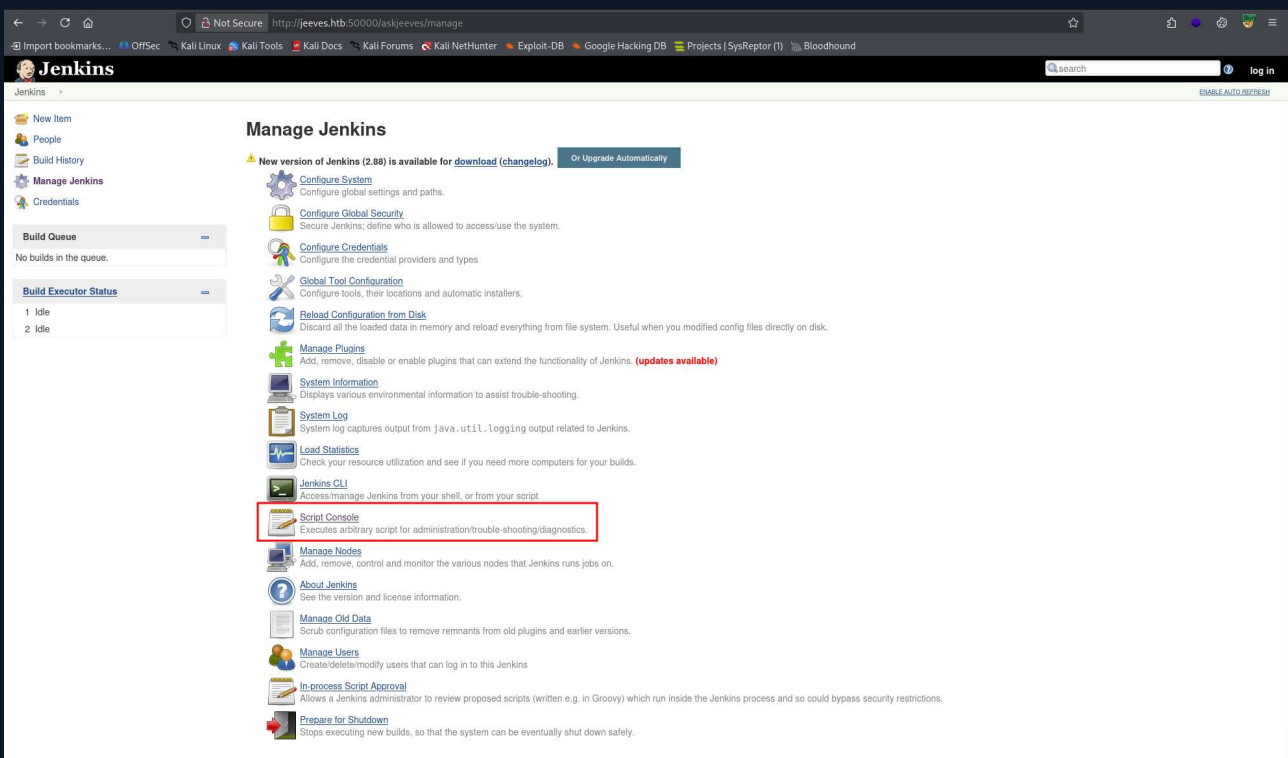 Not Secure http://jeeves.htb:50000/askjeeves/manage
Import bookmarks... OffSec Kali Linux Kali Tools Kali Docs Kali Forums Kali NetHunter Exploit-DB Google Hacking DB Projects | SysReptor (1) Bloodhound
Jenkins search log in
Jenkins ENABLE AUTO REFRESH
New Item
People
Build History
Manage Jenkins
Credentials
Build Queue
No builds in the queue.
Build Executor Status
1 Idle
2 Idle
Manage Jenkins
New version of Jenkins (2.88) is available for download (changelog). Or Upgrade Automatically
Configure System
Configure global settings and paths.
Configure Global Security
Secure Jenkins; define who is allowed to access/use the system.
Configure Credentials
Configure the credential providers and types
Global Tool Configuration
Configure tools, their locations and automatic installers.
Reload Configuration from Disk
Discard all the loaded data in memory and reload everything from file system. Useful when you modified config files directly on disk.
Manage Plugins
Add, remove, disable or enable plugins that can extend the functionality of Jenkins. (updates available)
System Information
Displays various environmental information to assist trouble-shooting.
System Log
System log captures output from java.util.logging output related to Jenkins.
Load Statistics
Check your resource utilization and see if you need more computers for your builds.
Jenkins CLI
Access/manage Jenkins from your shell, or from your script.
Script Console
Executes arbitrary script for administration/trouble-shooting/diagnostics.
Manage Nodes
Add, remove, control and monitor the various nodes that Jenkins runs jobs on.
About Jenkins
See the version and license information.
Manage Old Data
Scrub configuration files to remove remnants from old plugins and earlier versions.
Manage Users
Create/delete/modify users that can log in to this Jenkins
In-process Script Approval
Allows a Jenkins administrator to review proposed scripts (written e.g. in Groovy) which run inside the Jenkins process and so could bypass security restrictions.
Prepare for Shutdown
Stops executing new builds, so that the system can be eventually shut down safely.